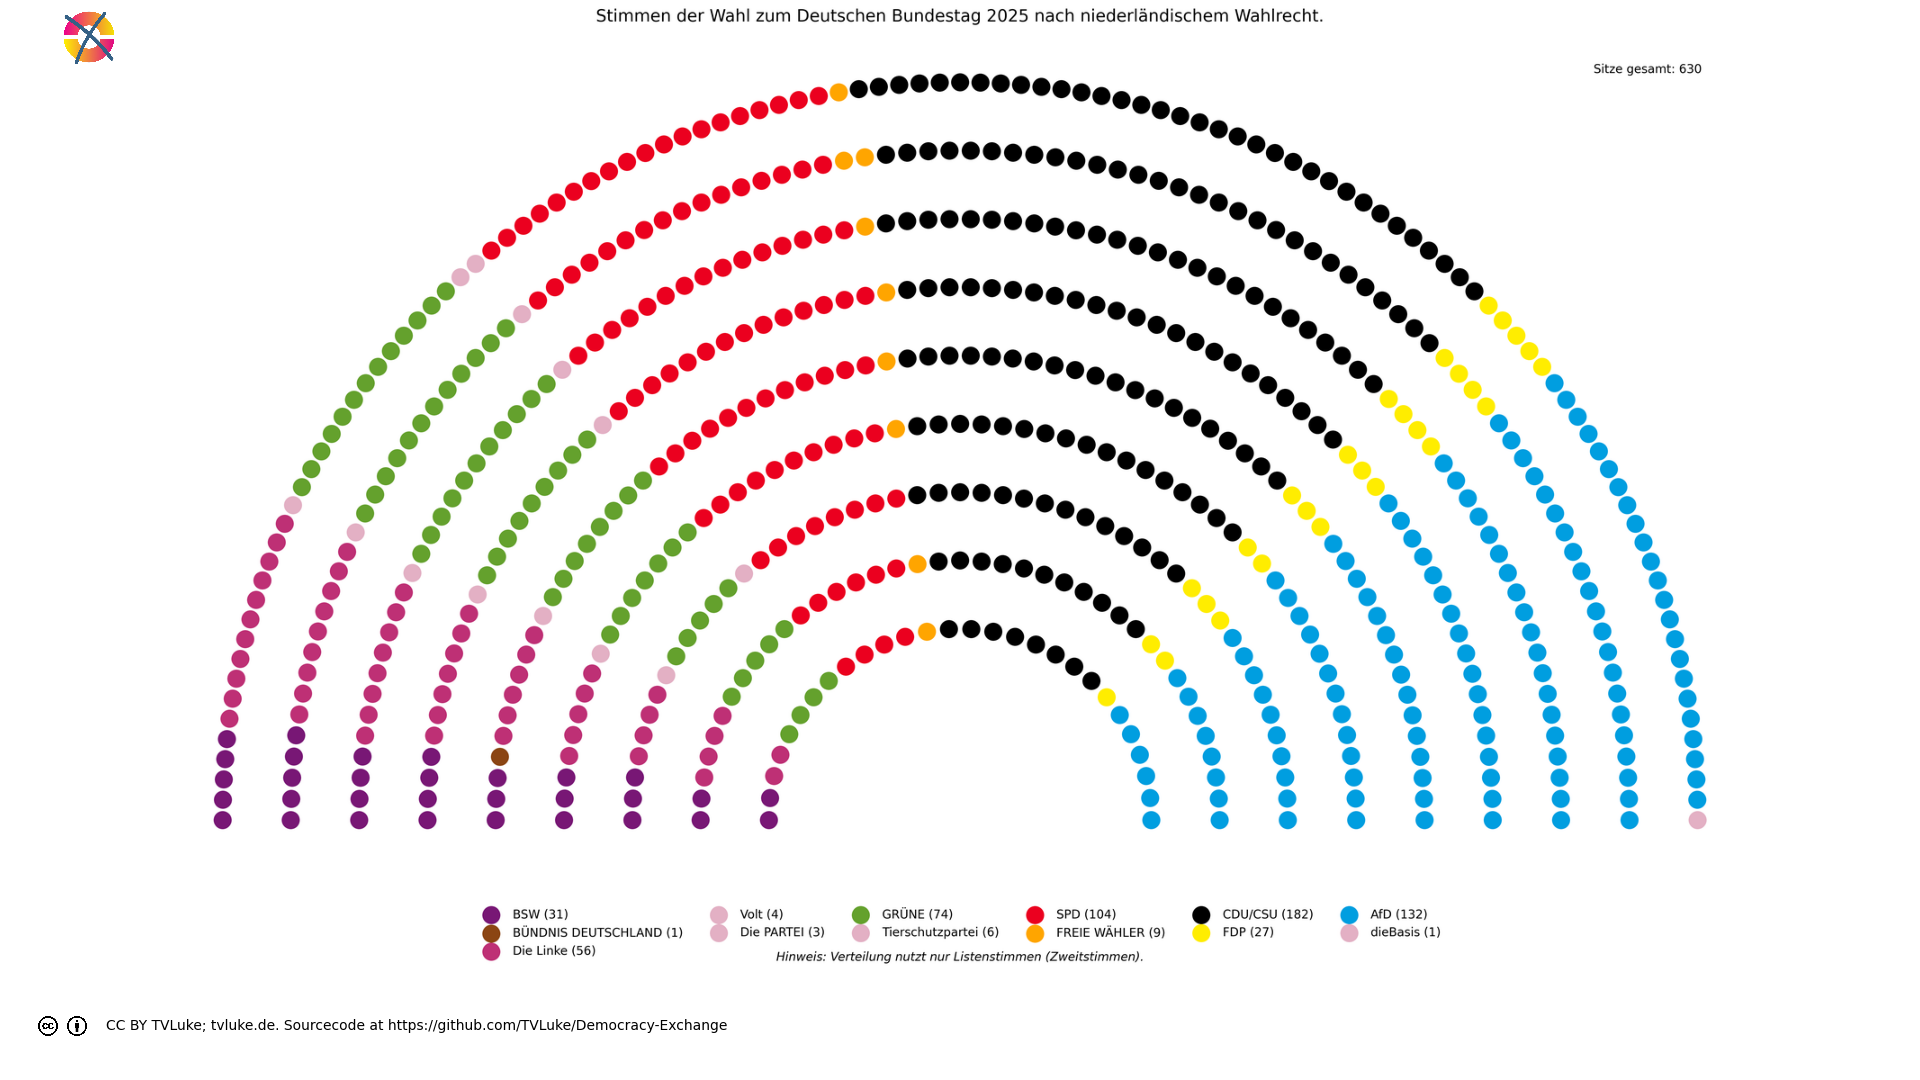 Stimmen der Wahl zum Deutschen Bundestag 2025 nach niederländischem Wahlrecht.
Sitze gesamt: 630
BSW (31)
BÜNDNIS DEUTSCHLAND (1)
Die Linke (56)
Volt (4)
Die PARTEI (3)
GRÜNE (74)
Tierschutzpartei (6)
SPD (104)
FREIE WÄHLER (9)
CDU/CSU (182)
FDP (27)
AfD (132)
dieBasis (1)
Hinweis: Verteilung nutzt nur Listenstimmen (Zweitstimmen).
cc CC BY TVLuke; tvluke.de. Sourcecode at https://github.com/TVLuke/Democracy-Exchange